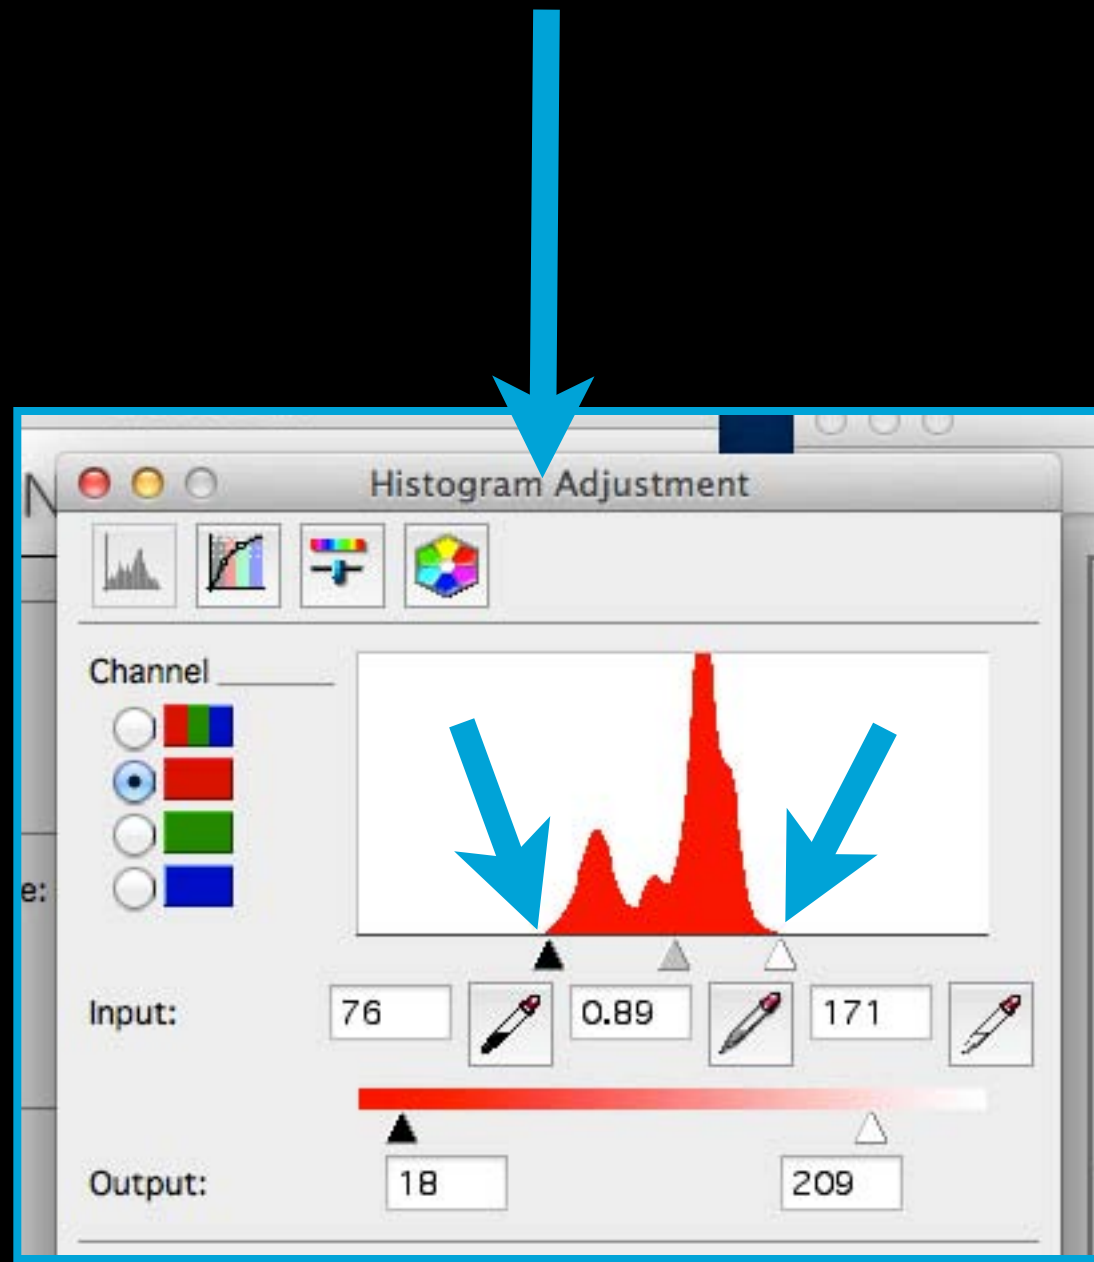 N
Histogram Adjustment
Channel
e:
Input:
76
0.89
171
Output:
18
209